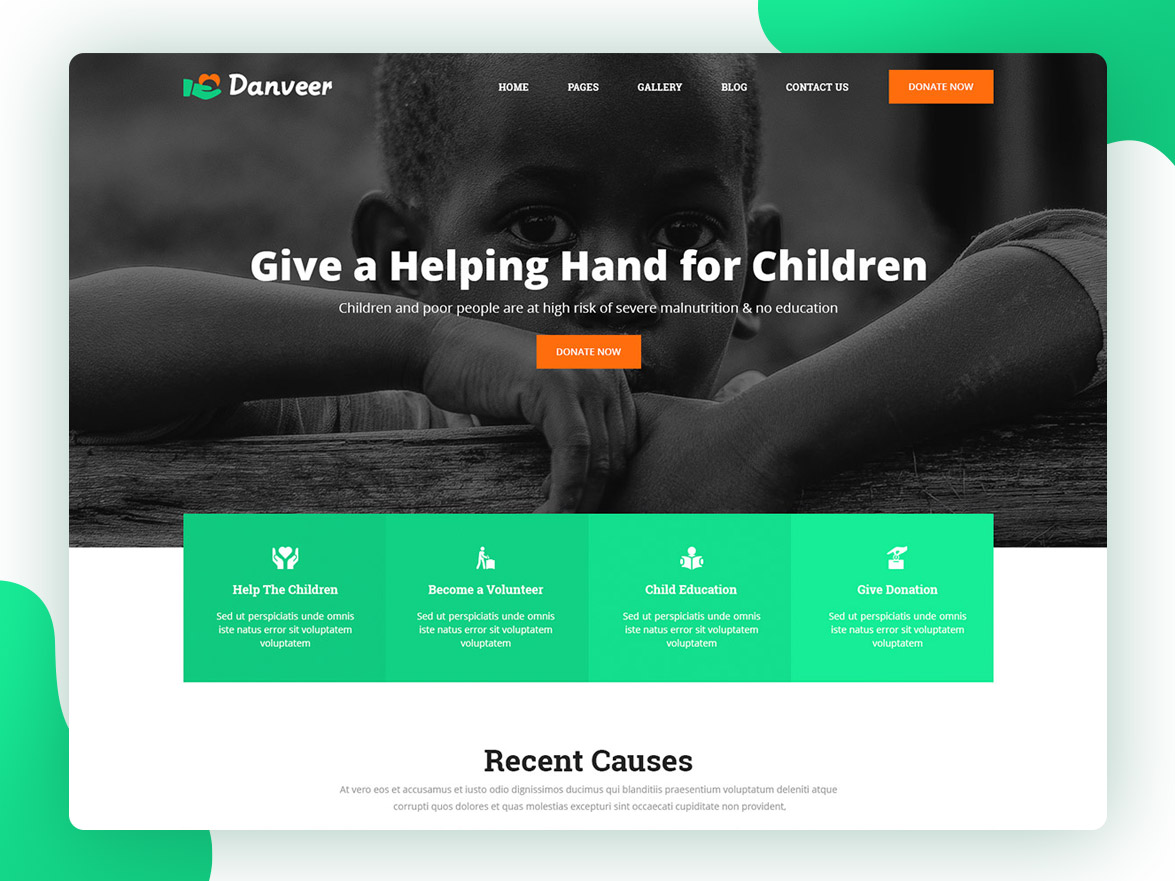 Danveer
HOME
PAGES
GALLERY
BLOG
CONTACT US
DONATE NOW
Give a Helping Hand for Children
Children and poor people are at high risk of severe malnutrition & no education
DONATE NOW
Help The Children
Sed ut perspiciatis unde omnis
iste natus error sit voluptatem
voluptatem
Become a Volunteer
Sed ut perspiciatis unde omnis
iste natus error sit voluptatem
voluptatem
Child Education
Sed ut perspiciatis unde omnis
iste natus error sit voluptatem
voluptatem
Give Donation
Sed ut perspiciatis unde omnis
iste natus error sit voluptatem
voluptatem
Recent Causes
At vero eos et accusamus et iusto odio dignissimos ducimus qui blanditiis praesentium voluptatum deleniti atque
corrupti quos dolores et quas molestias excepturi sint occaecati cupiditate non provident,